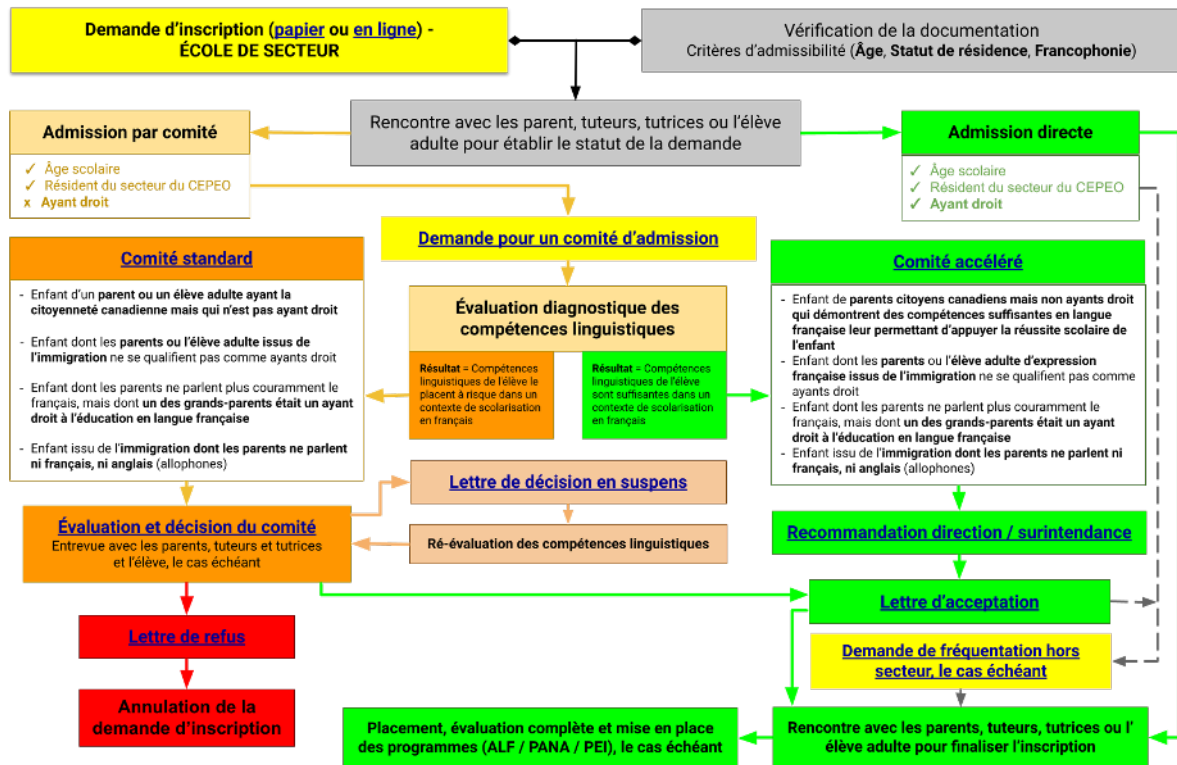 Demande d'inscription (papier ou en ligne) -
ÉCOLE DE SECTEUR
Vérification de la documentation
Critères d'admissibilité (Âge, Statut de résidence, Francophonie)
Rencontre avec les parent, tuteurs, tutrices ou l'élève
adulte pour établir le statut de la demande
Admission par comité
✓ Âge scolaire
✓ Résident du secteur du CEPEO
x Ayant droit
Admission directe
✓ Âge scolaire
✓ Résident du secteur du CEPEO
✓ Ayant droit
Demande pour un comité d'admission
Comité standard
- Enfant d'un parent ou un élève adulte ayant la
citoyenneté canadienne mais qui n'est pas ayant droit
- Enfant dont les parents ou l'élève adulte issus de
l'immigration ne se qualifient pas comme ayants droit
- Enfant dont les parents ne parlent plus couramment le
français, mais dont un des grands-parents était un ayant
droit à l'éducation en langue française
- Enfant issu de l'immigration dont les parents ne parlent
ni français, ni anglais (allophones)
Évaluation diagnostique des
compétences linguistiques
Résultat = Compétences
linguistiques de l'élève le
placent à risque dans un
contexte de scolarisation
en français
Résultat = Compétences
linguistiques de l'élève
sont suffisantes dans un
contexte de scolarisation
en français
Comité accéléré
- Enfant de parents citoyens canadiens mais non ayants droit
qui démontrent des compétences suffisantes en langue
française leur permettant d'appuyer la réussite scolaire de
l'enfant
- Enfant dont les parents ou l'élève adulte d'expression
française issus de l'immigration ne se qualifient pas comme
ayants droit
- Enfant dont les parents ne parlent plus couramment le
français, mais dont un des grands-parents était un ayant
droit à l'éducation en langue française
- Enfant issu de l'immigration dont les parents ne parlent ni
français, ni anglais (allophones)
Lettre de décision en suspens
Évaluation et décision du comité
Entrevue avec les parents, tuteurs et tutrices
et l'élève, le cas échéant
Ré-évaluation des compétences linguistiques
Recommandation direction / surintendance
Lettre d'acceptation
Lettre de refus
Demande de fréquentation hors
secteur, le cas échéant
Annulation de la
demande d'inscription
Placement, évaluation complète et mise en place
des programmes (ALF / PANA / PEI), le cas échéant
Rencontre avec les parents, tuteurs, tutrices ou l'
élève adulte pour finaliser l'inscription